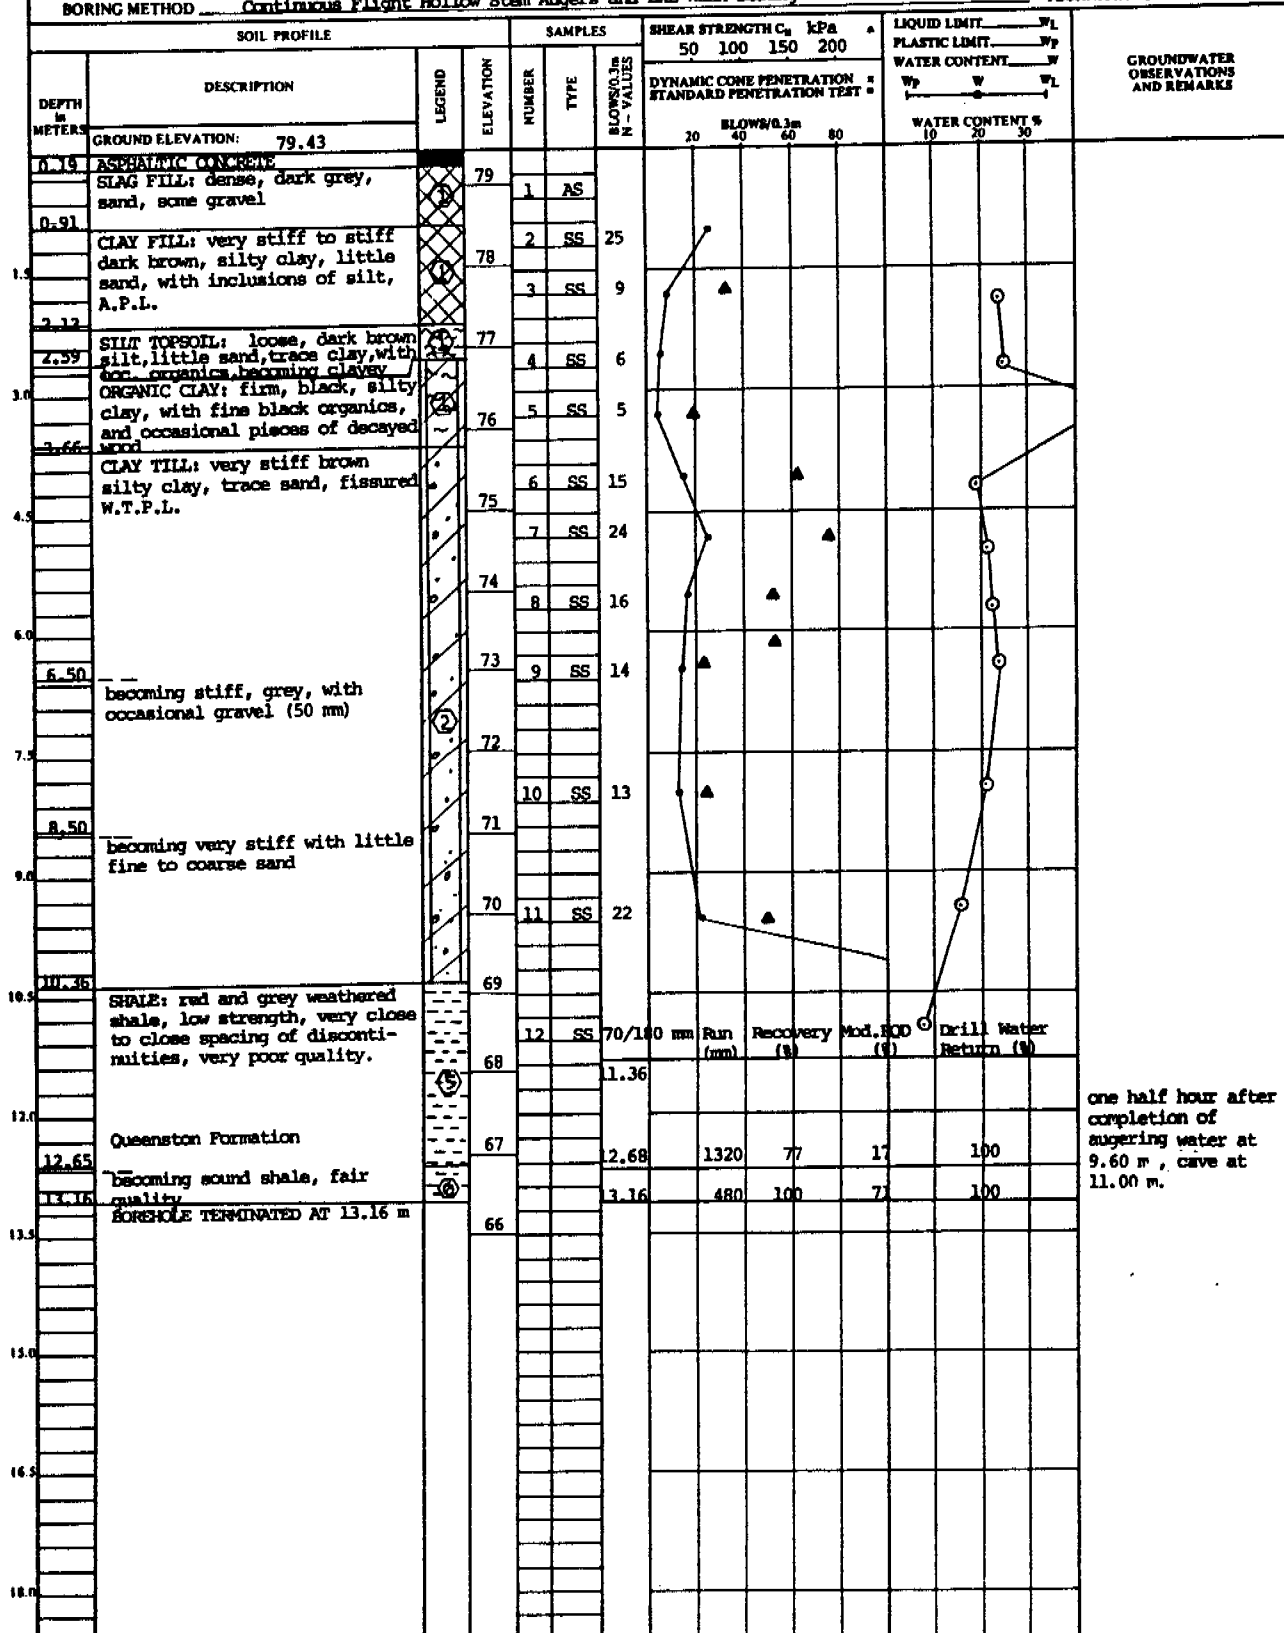 BORING METHOD Continuous Flight Hollow Stem Augers
SOIL PROFILE
SAMPLES
SHEAR STRENGTH Cu kPa ▲
50 100 150 200
LIQUID LIMIT WL
PLASTIC LIMIT WP
WATER CONTENT W
WP W WL
GROUNDWATER
OBSERVATIONS
AND REMARKS
DEPTH
in
METERS
DESCRIPTION
LEGEND
ELEVATION
NUMBER
TYPE
BLOWS/0.3m
N - VALUES
DYNAMIC CONE PENETRATION
STANDARD PENETRATION TEST
BLOWS/0.3m
20 40 60 80
WATER CONTENT %
10 20 30
GROUND ELEVATION: 79.43
0.19 ASPHALTIC CONCRETE
SLAG FILL: dense, dark grey,
sand, some gravel
1
79
1 AS
0.91
CLAY FILL: very stiff to stiff
dark brown, silty clay, little
sand, with inclusions of silt,
A.P.L.
1
2 SS 25
78
1.5
3 SS 9
2.12
SILT TOPSOIL: loose, dark brown
silt,little sand,trace clay,with
occ. organics,becoming clayey
1
77
2.59
4 SS 6
ORGANIC CLAY: firm, black, silty
clay, with fine black organics,
and occasional pieces of decayed
wood
3.0
5 SS 5
76
3.66
CLAY TILL: very stiff brown
silty clay, trace sand, fissured
W.T.P.L.
6 SS 15
75
4.5
7 SS 24
74
8 SS 16
6.0
73
9 SS 14
6.50
becoming stiff, grey, with
occasional gravel (50 mm)
2
72
7.5
10 SS 13
71
8.50
becoming very stiff with little
fine to coarse sand
9.0
70
11 SS 22
10.36
69
10.5
SHALE: red and grey weathered
shale, low strength, very close
to close spacing of disconti-
nuities, very poor quality.
12 SS 70/180 mm Run Recovery Mod.RQD Drill Water
(mm) (%) (%) Return (%)
68
11.36
5
12.0
Queenston Formation
67
12.65
12.68 1320 77 17 100
becoming sound shale, fair
quality
6
13.16
13.16 480 100 71 100
BOREHOLE TERMINATED AT 13.16 m
66
one half hour after
completion of
augering water at
9.60 m , cave at
11.00 m.
13.5
15.0
16.5
18.0